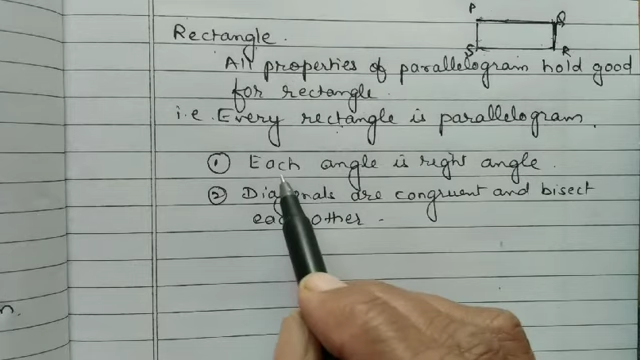 P
Q
Rectangle.
S
R
All properties of parallelogram hold good
for rectangle.
i.e. Every rectangle is parallelogram.
① Each angle is right angle.
② Diagonals are congruent and bisect
each other.
n.